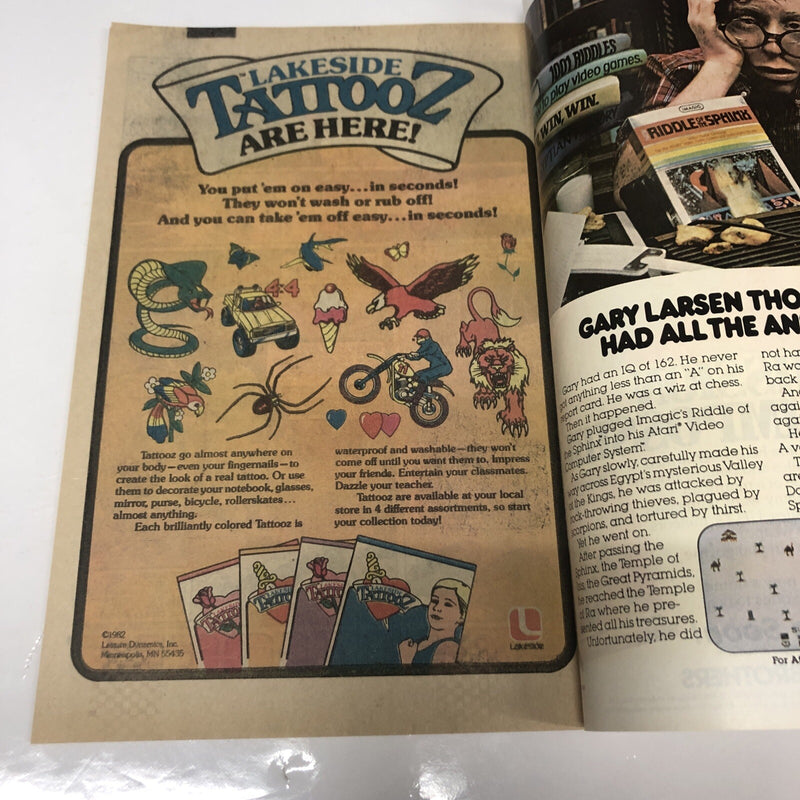 ™LAKESIDE
TATTOOZ
ARE HERE!
You put 'em on easy...in seconds!
They won't wash or rub off!
And you can take 'em off easy...in seconds!
4x4
Tattooz go almost anywhere on
your body—even your fingernails—to
create the look of a real tattoo. Or use
them to decorate your notebook, glasses,
mirror, purse, bicycle, rollerskates...
almost anything.
Each brilliantly colored Tattooz is
waterproof and washable—they won't
come off until you want them to. Impress
your friends. Entertain your classmates.
Dazzle your teacher.
Tattooz are available at your local
store in 4 different assortments, so start
your collection today!
©1982
Leisure Dynamics, Inc.
Minneapolis, MN 55435
Lakeside
1001 RIDDLES
to play video games.
WIN, WIN.
IMAGIC
RIDDLE OF THE SPHINX
GARY LARSEN THO
HAD ALL THE AN
Gary had an IQ of 162. He never
got anything less than an "A" on his
report card. He was a wiz at chess.
Then it happened.
Gary plugged Imagic's Riddle of
the Sphinx™ into his Atari® Video
Computer System™.
As Gary slowly, carefully made his
way across Egypt's mysterious Valley
of the Kings, he was attacked by
rock-throwing thieves, plagued by
scorpions, and tortured by thirst.
Yet he went on.
After passing the
Sphinx, the Temple of
Isis, the Great Pyramids,
he reached the Temple
of Ra where he pre-
sented all his treasures.
Unfortunately, he did
not ha
Ra wa
back
An
agai
aga
He
A v
T
are
Do
Sp
For A